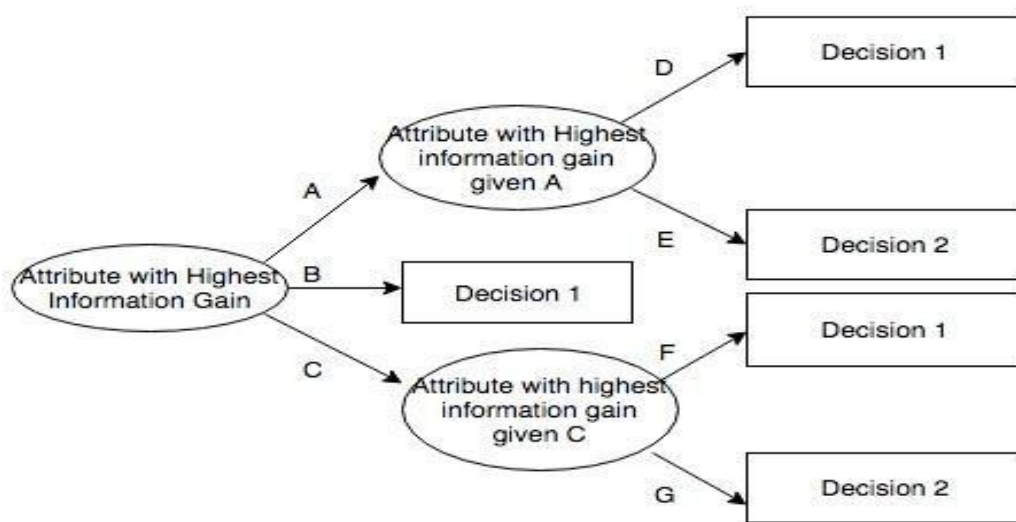 Decision 1
D
Attribute with Highest
information gain
given A
A
E
Decision 2
Attribute with Highest
Information Gain
B
Decision 1
Decision 1
F
C
Attribute with highest
information gain
given C
G
Decision 2